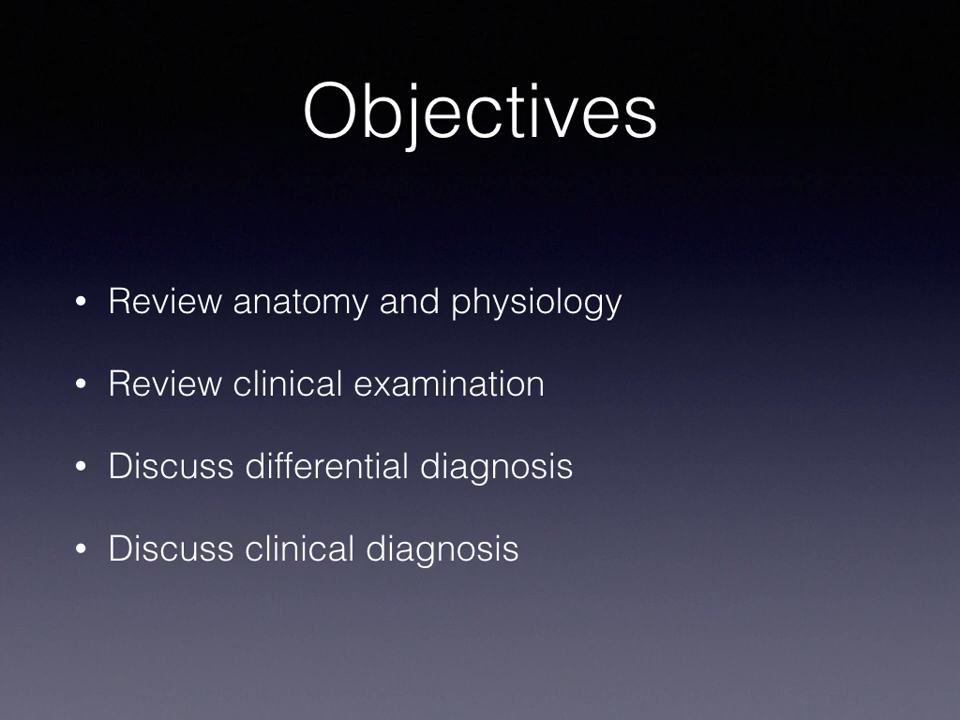 Objectives
• Review anatomy and physiology
• Review clinical examination
• Discuss differential diagnosis
• Discuss clinical diagnosis